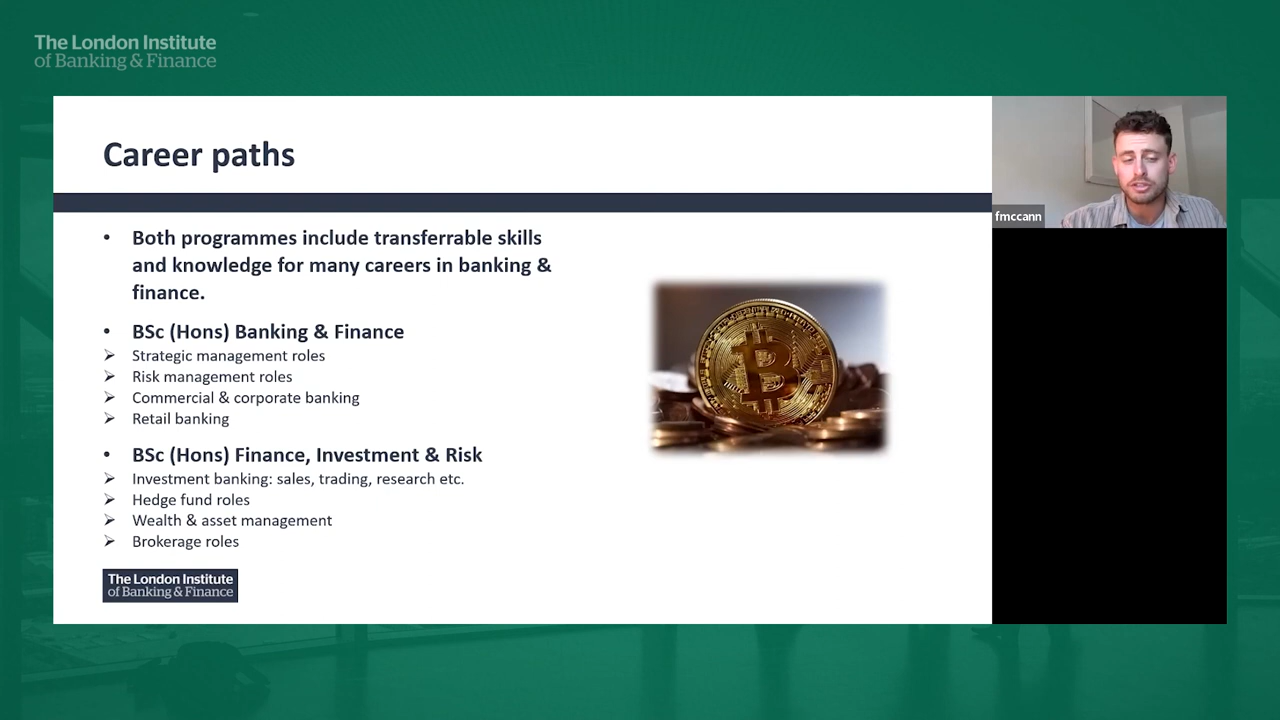 The London Institute
of Banking & Finance
Career paths
• Both programmes include transferrable skills
and knowledge for many careers in banking &
finance.
• BSc (Hons) Banking & Finance
➢ Strategic management roles
➢ Risk management roles
➢ Commercial & corporate banking
➢ Retail banking
• BSc (Hons) Finance, Investment & Risk
➢ Investment banking: sales, trading, research etc.
➢ Hedge fund roles
➢ Wealth & asset management
➢ Brokerage roles
The London Institute
of Banking & Finance
fmccann